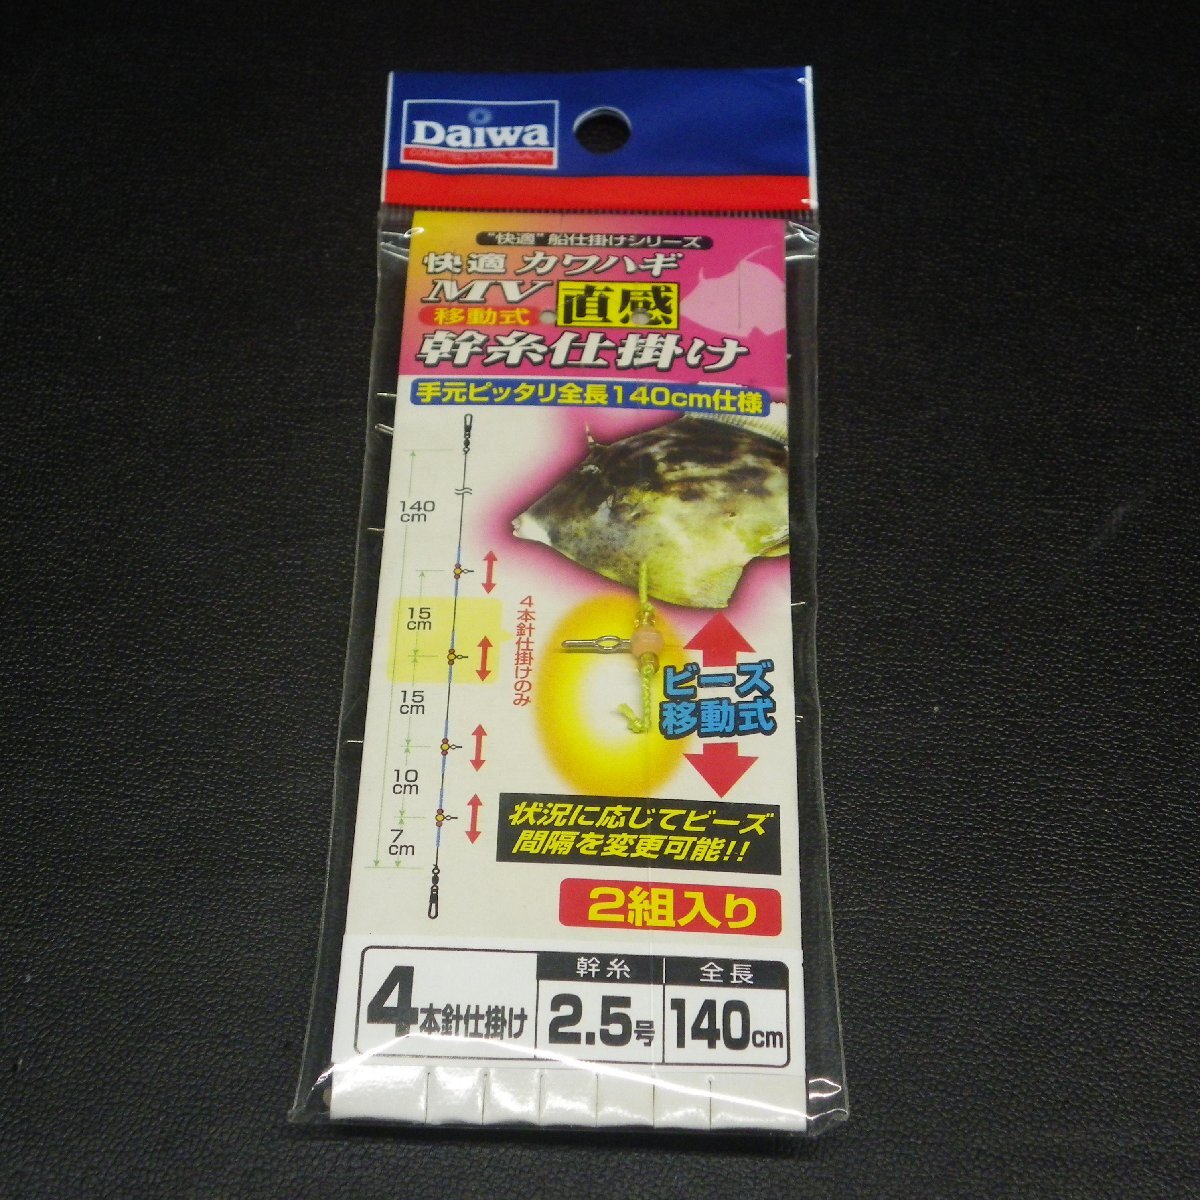 Daiwa
"快適"船仕掛けシリーズ
快適 カワハギ
MV 直感
移動式
幹糸仕掛け
手元ピッタリ全長140cm仕様
140
cm
15
cm
4本針仕掛けのみ
15
cm
10
cm
7
cm
ビーズ
移動式
状況に応じてビーズ
間隔を変更可能!!
2組入り
4本針仕掛け
幹糸
2.5号
全長
140cm